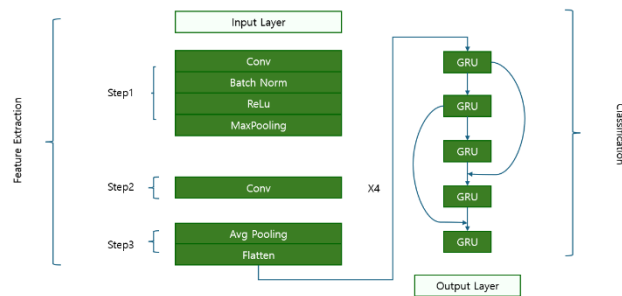 Feature Extraction
Input Layer
Step1
Conv
Batch Norm
ReLu
MaxPooling
Step2
Conv
X4
Step3
Avg Pooling
Flatten
GRU
GRU
GRU
GRU
GRU
Output Layer
Classification